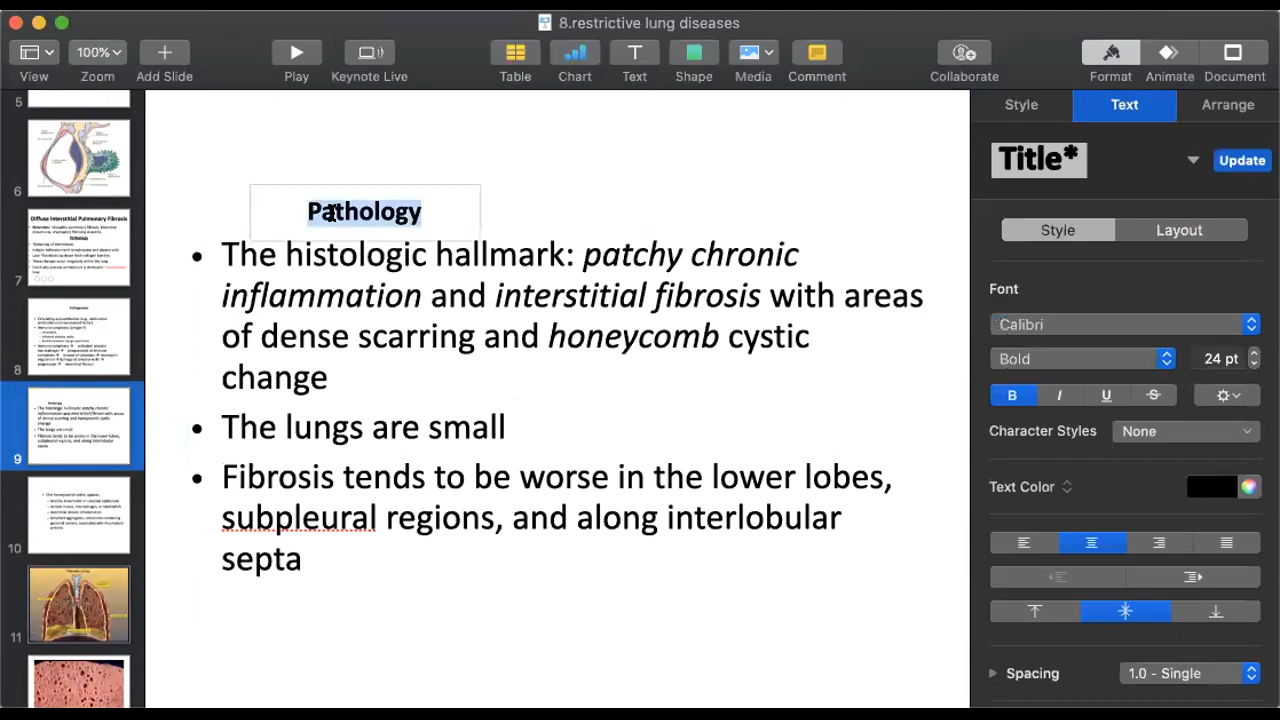 8.restrictive lung diseases
100%
View
Zoom
Add Slide
Play
Keynote Live
Table
Chart
Text
Shape
Media
Comment
Collaborate
Format
Animate
Document
5
6
Diffuse Interstitial Pulmonary Fibrosis
Pathology
7
8
9
10
11
Pathology
• The histologic hallmark: patchy chronic
inflammation and interstitial fibrosis with areas
of dense scarring and honeycomb cystic
change
• The lungs are small
• Fibrosis tends to be worse in the lower lobes,
subpleural regions, and along interlobular
septa
Style
Text
Arrange
Title*
Update
Style
Layout
Font
Calibri
Bold
24 pt
B
I
U
S
Character Styles
None
Text Color
Spacing
1.0 - Single